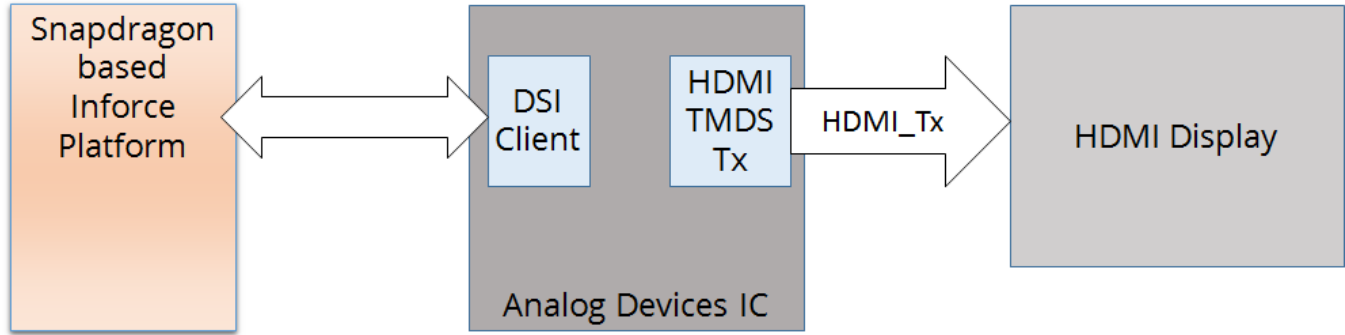 Snapdragon
based
Inforce
Platform
DSI
Client
HDMI
TMDS
Tx
Analog Devices IC
HDMI_Tx
HDMI Display